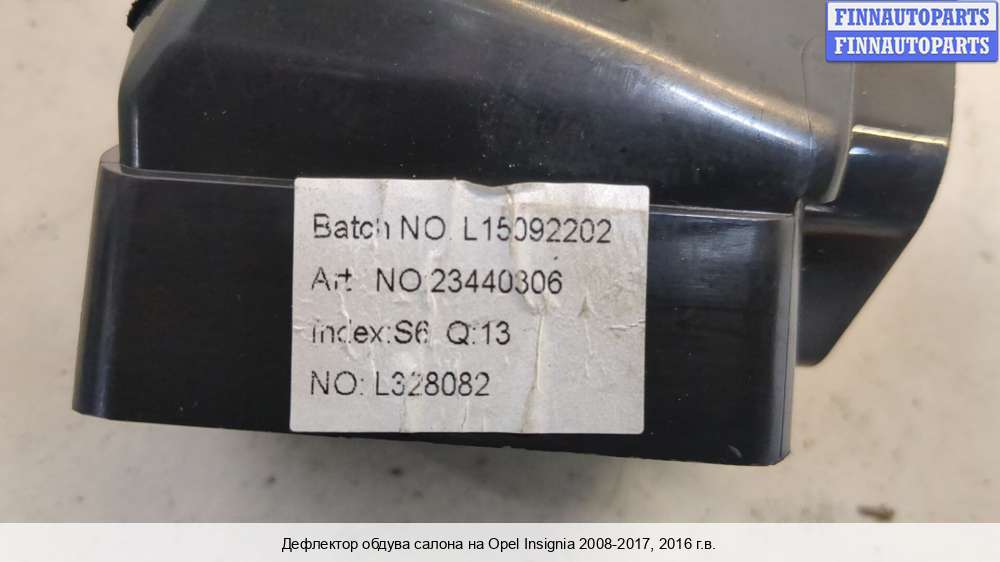 FINNAUTOPARTS
FINNAUTOPARTS
Batch NO. L15092202
Art NO 23440306
Index:S6 Q:13
NO: L328082
Дефлектор обдува салона на Opel Insignia 2008-2017, 2016 г.в.